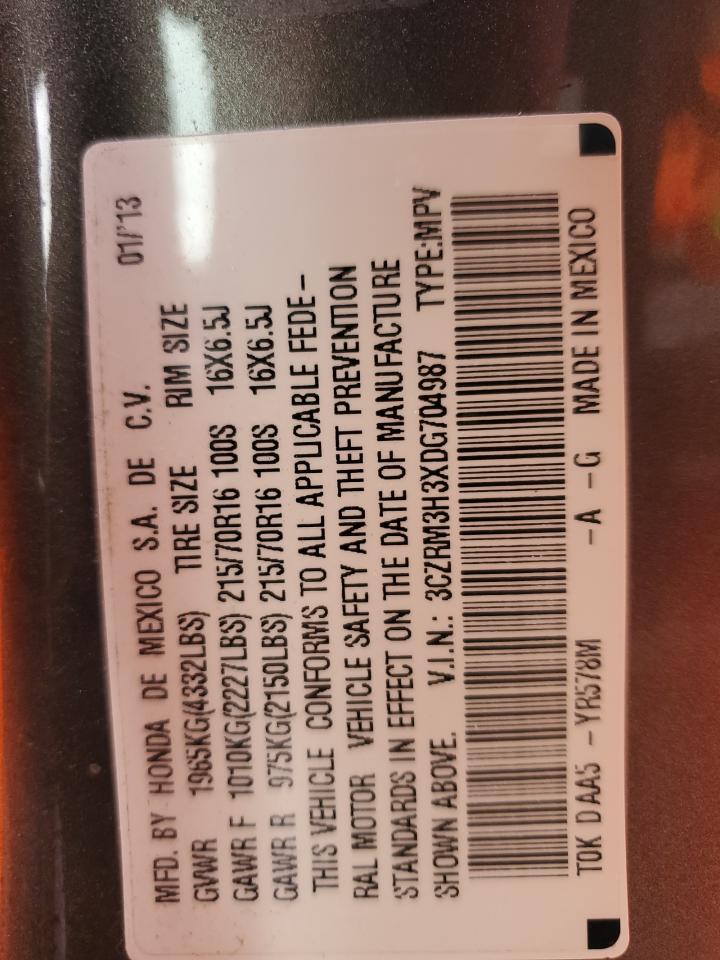 MFD. BY HONDA DE MEXICO S.A. DE C.V. 01/'13
GVWR 1965KG(4332LBS) TIRE SIZE RIM SIZE
GAWR F 1010KG(2227LBS) 215/70R16 100S 16X6.5J
GAWR R 975KG(2150LBS) 215/70R16 100S 16X6.5J
THIS VEHICLE CONFORMS TO ALL APPLICABLE FEDE-
RAL MOTOR VEHICLE SAFETY AND THEFT PREVENTION
STANDARDS IN EFFECT ON THE DATE OF MANUFACTURE
SHOWN ABOVE. V.I.N.: 3CZRM3H3XDG704987 TYPE:MPV
T0K D AA5 -YR578M -A -G MADE IN MEXICO